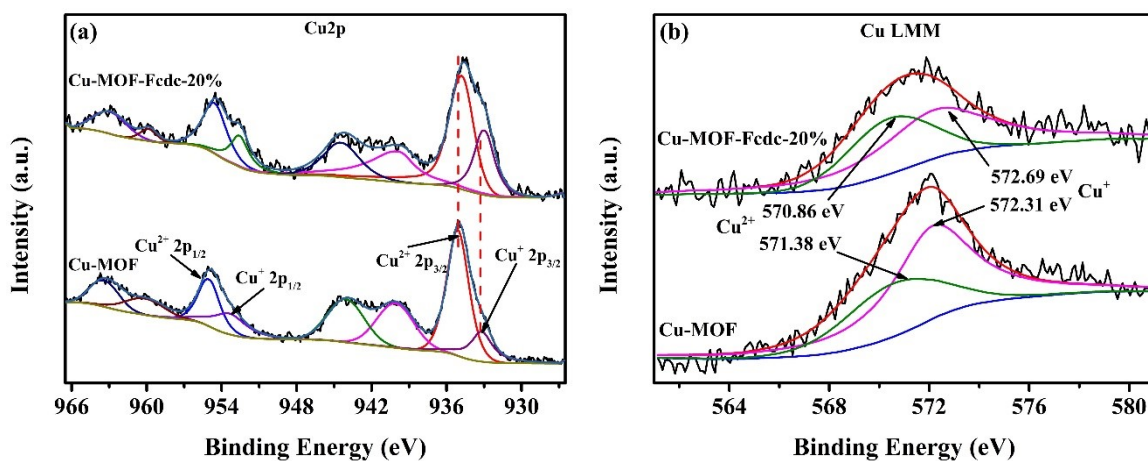 (a)
Cu2p
Cu-MOF-Fcdc-20%
Cu²⁺ 2p₁/₂
Cu-MOF
Cu⁺ 2p₁/₂
Cu²⁺ 2p₃/₂
Cu⁺ 2p₃/₂
Intensity (a.u.)
966 960 954 948 942 936 930
Binding Energy (eV)
(b)
Cu LMM
Cu-MOF-Fcdc-20%
572.69 eV
Cu²⁺
570.86 eV
572.31 eV
Cu⁺
571.38 eV
Cu-MOF
Intensity (a.u.)
564 568 572 576 580
Binding Energy (eV)